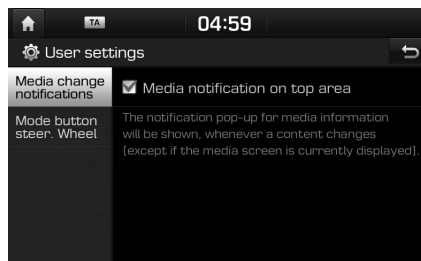 TA
04:59
User settings
Media change
notifications
Media notification on top area
Mode button
steer. Wheel
The notification pop-up for media information
will be shown, whenever a content changes
(except if the media screen is currently displayed).